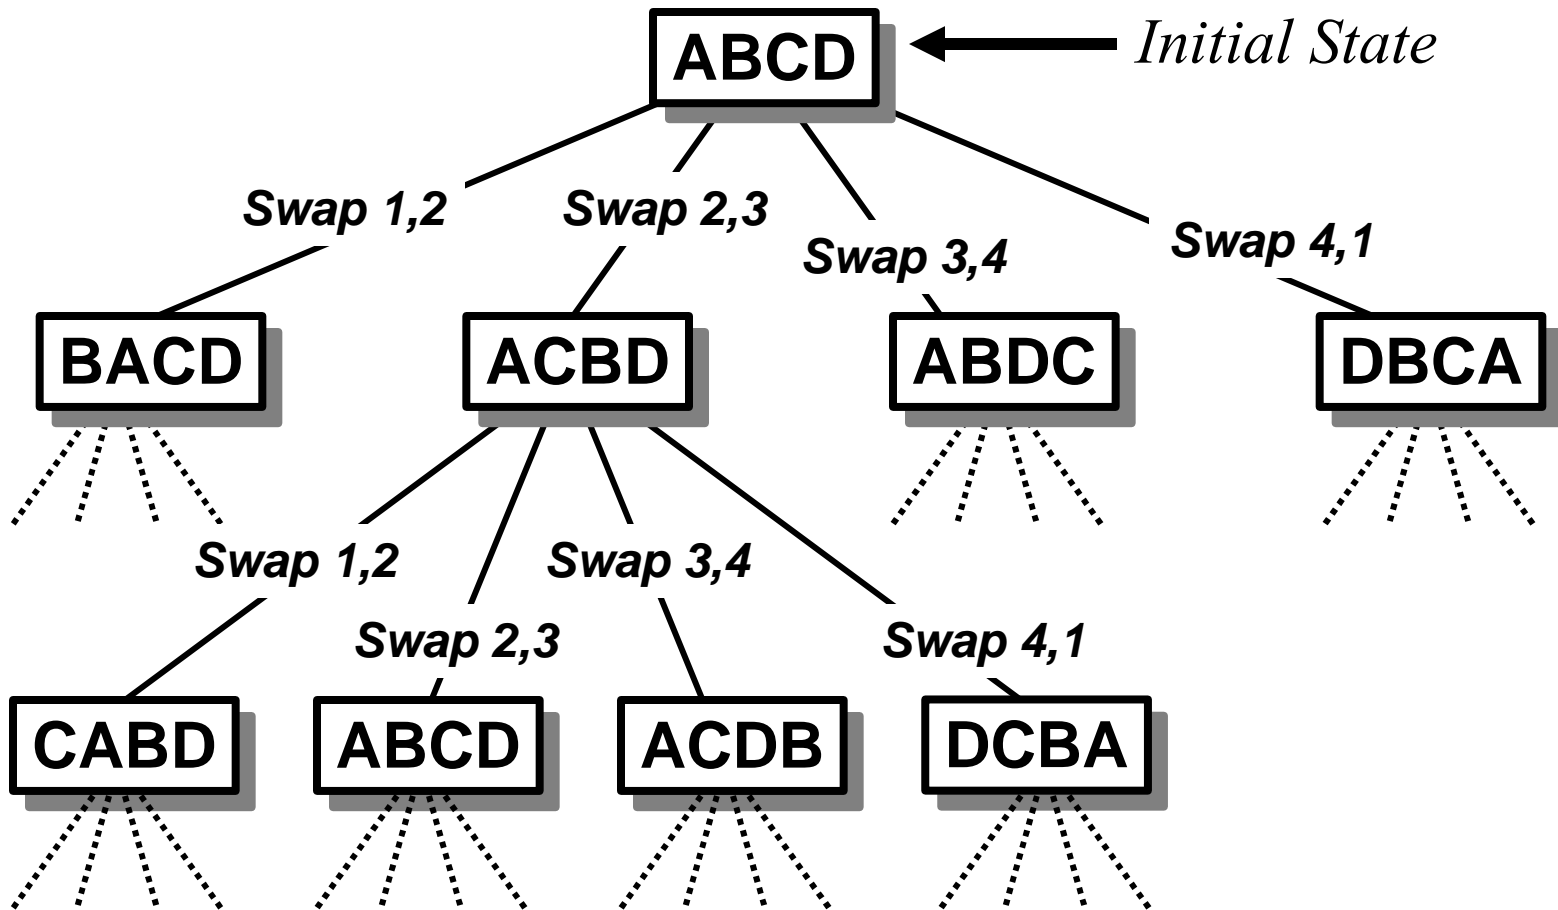 ABCD
Initial State
Swap 1,2
Swap 2,3
Swap 3,4
Swap 4,1
BACD
ACBD
ABDC
DBCA
Swap 1,2
Swap 3,4
Swap 2,3
Swap 4,1
CABD
ABCD
ACDB
DCBA